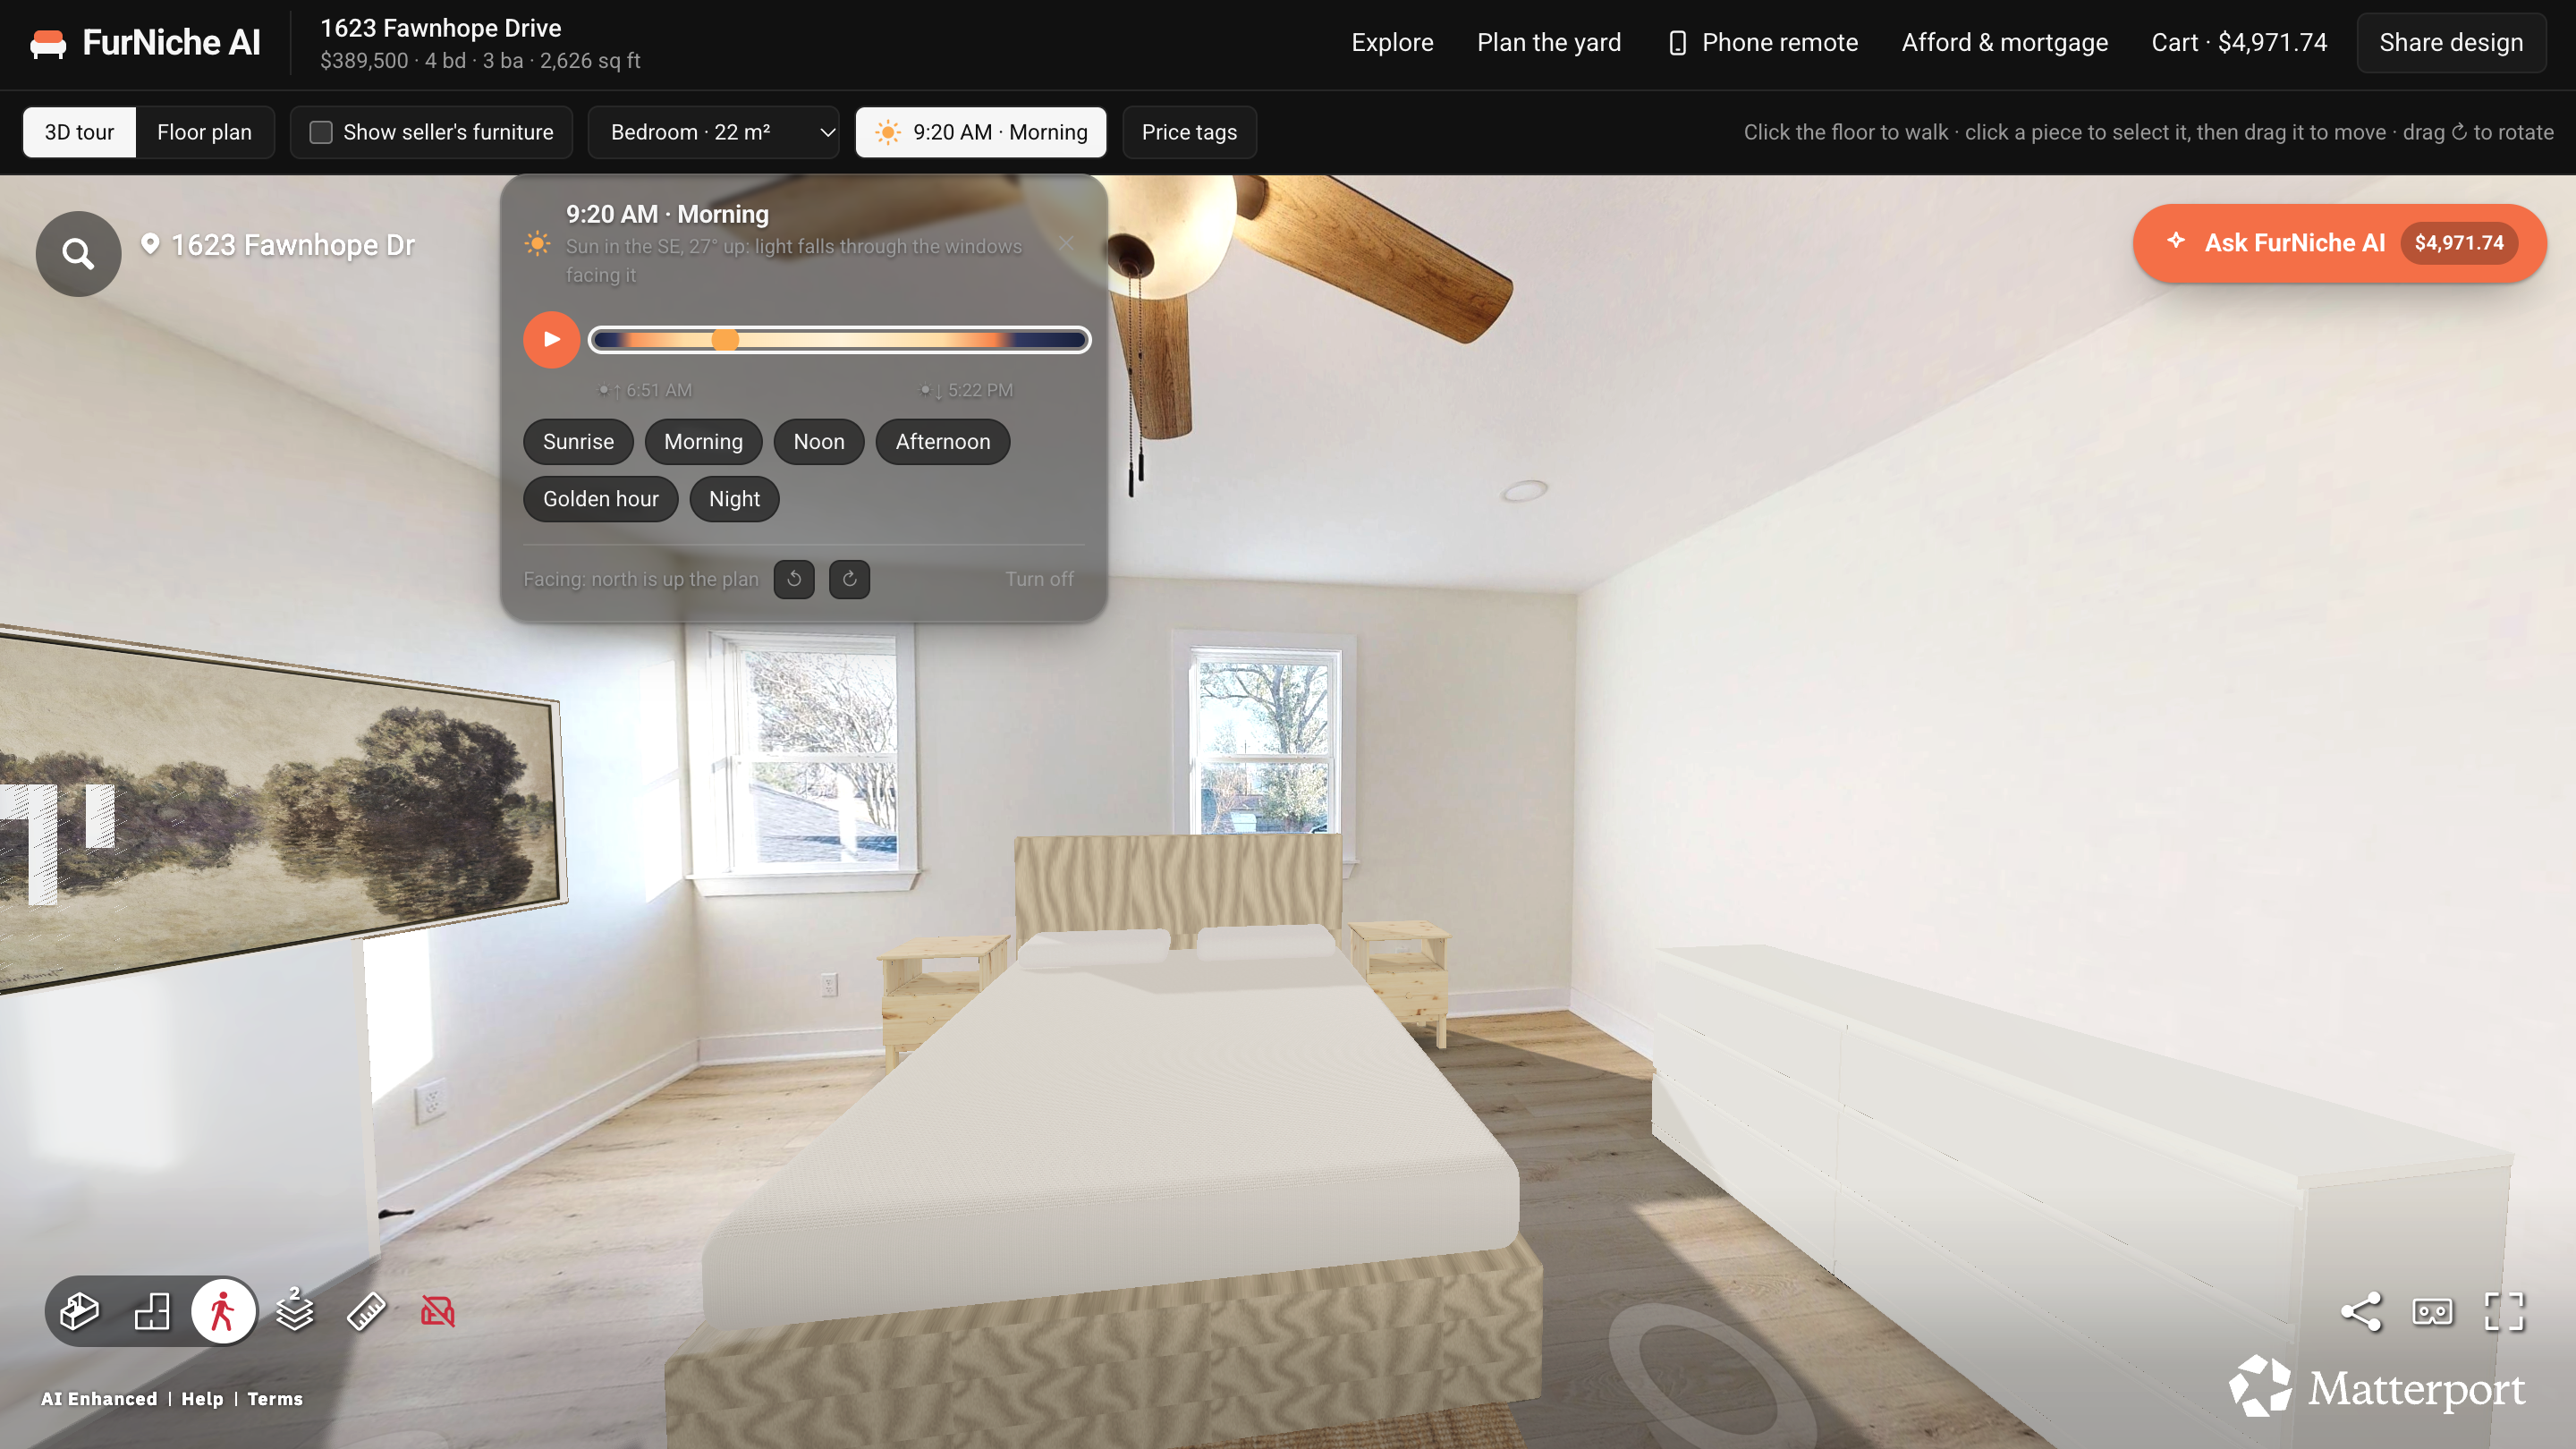 FurNiche AI
1623 Fawnhope Drive
$389,500 · 4 bd · 3 ba · 2,626 sq ft
Explore
Plan the yard
Phone remote
Afford & mortgage
Cart · $4,971.74
Share design
3D tour
Floor plan
Show seller's furniture
Bedroom · 22 m²
9:20 AM · Morning
Price tags
Click the floor to walk · click a piece to select it, then drag it to move · drag ↻ to rotate
1623 Fawnhope Dr
9:20 AM · Morning
Sun in the SE, 27° up: light falls through the windows
facing it
↑ 6:51 AM
↓ 5:22 PM
Sunrise
Morning
Noon
Afternoon
Golden hour
Night
Facing: north is up the plan
Turn off
Ask FurNiche AI
$4,971.74
2
AI Enhanced | Help | Terms
Matterport